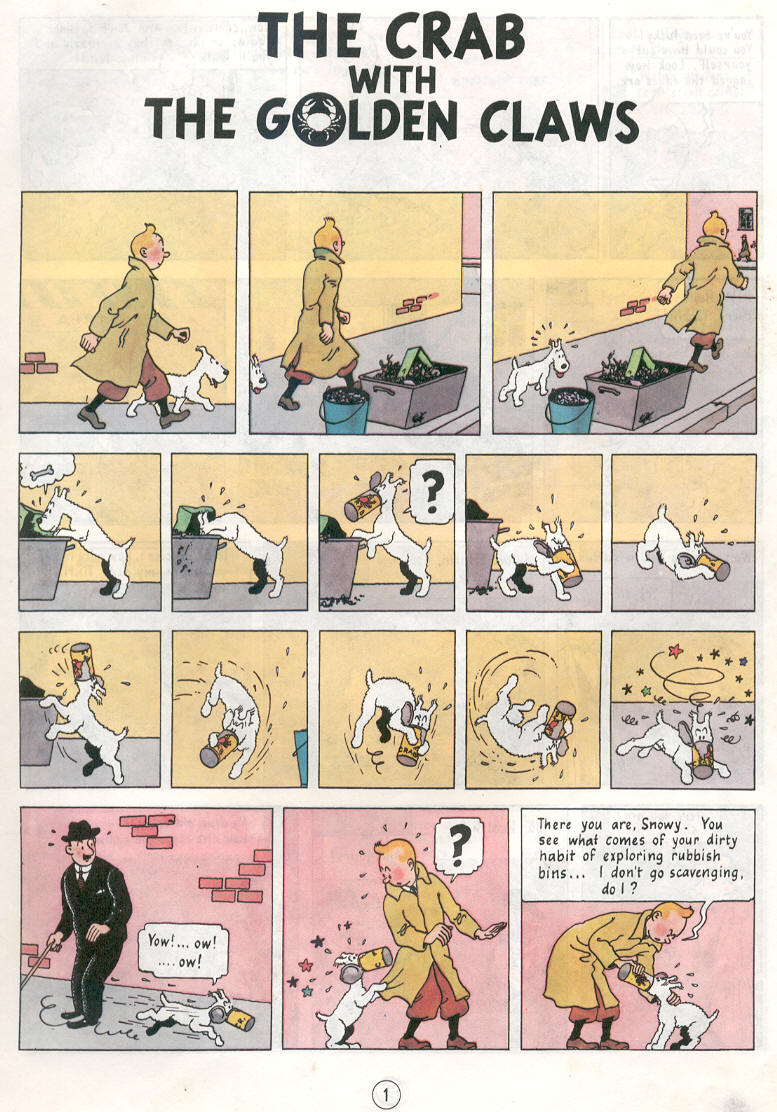 THE CRAB
WITH
THE GOLDEN CLAWS
?
CRAB
Yow!... ow!
.... ow!
?
There you are, Snowy. You
see what comes of your dirty
habit of exploring rubbish
bins... I don't go scavenging,
do I?
1